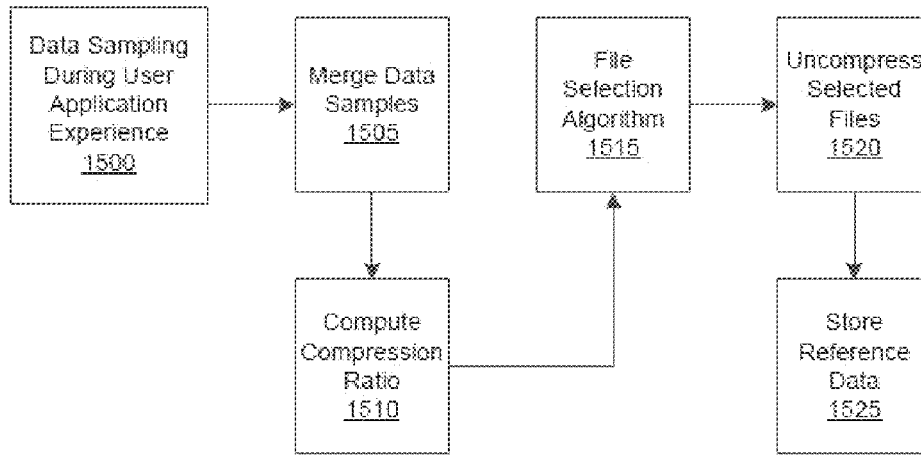 Data Sampling
During User
Application
Experience
1500
Merge Data
Samples
1505
Compute
Compression
Ratio
1510
File
Selection
Algorithm
1515
Uncompress
Selected
Files
1520
Store
Reference
Data
1525